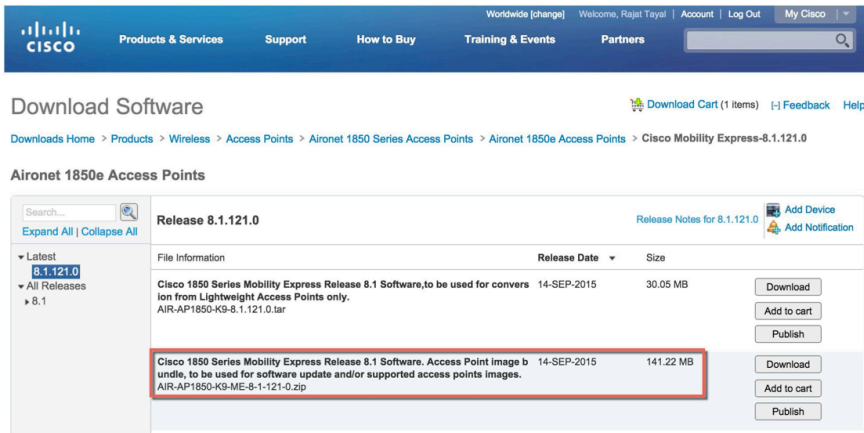 Worldwide [change] Welcome, Rajat Tayal | Account | Log Out My Cisco
CISCO
Products & Services Support How to Buy Training & Events Partners
Download Software
Download Cart (1 items) [-] Feedback Help
Downloads Home > Products > Wireless > Access Points > Aironet 1850 Series Access Points > Aironet 1850e Access Points > Cisco Mobility Express-8.1.121.0
Aironet 1850e Access Points
Search...
Expand All | Collapse All
Latest
8.1.121.0
All Releases
8.1
Release 8.1.121.0
Release Notes for 8.1.121.0
Add Device
Add Notification
File Information Release Date Size
Cisco 1850 Series Mobility Express Release 8.1 Software,to be used for convers 14-SEP-2015 30.05 MB
ion from Lightweight Access Points only.
AIR-AP1850-K9-8.1.121.0.tar
Download
Add to cart
Publish
Cisco 1850 Series Mobility Express Release 8.1 Software. Access Point image b 14-SEP-2015 141.22 MB
undle, to be used for software update and/or supported access points images.
AIR-AP1850-K9-ME-8-1-121-0.zip
Download
Add to cart
Publish